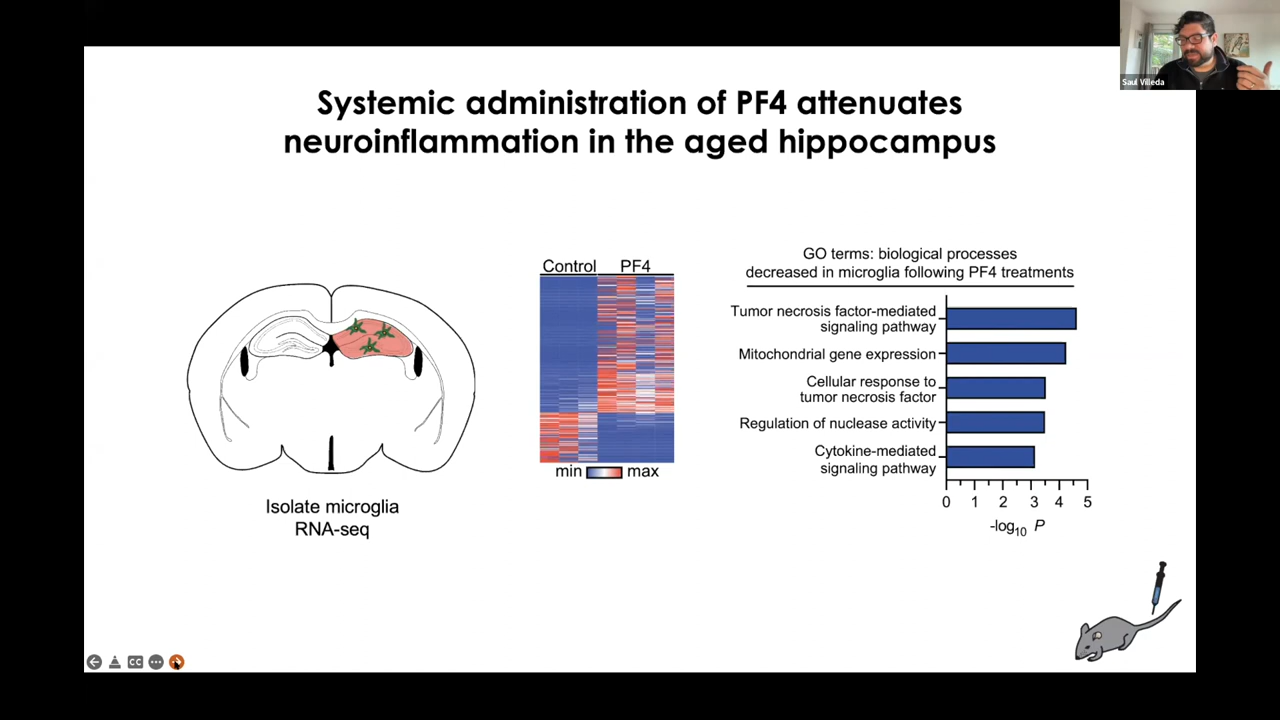 Saul Villeda
Systemic administration of PF4 attenuates
neuroinflammation in the aged hippocampus
Isolate microglia
RNA-seq
Control PF4
min max
GO terms: biological processes
decreased in microglia following PF4 treatments
Tumor necrosis factor-mediated
signaling pathway
Mitochondrial gene expression
Cellular response to
tumor necrosis factor
Regulation of nuclease activity
Cytokine-mediated
signaling pathway
0 1 2 3 4 5
-log10 P
CC